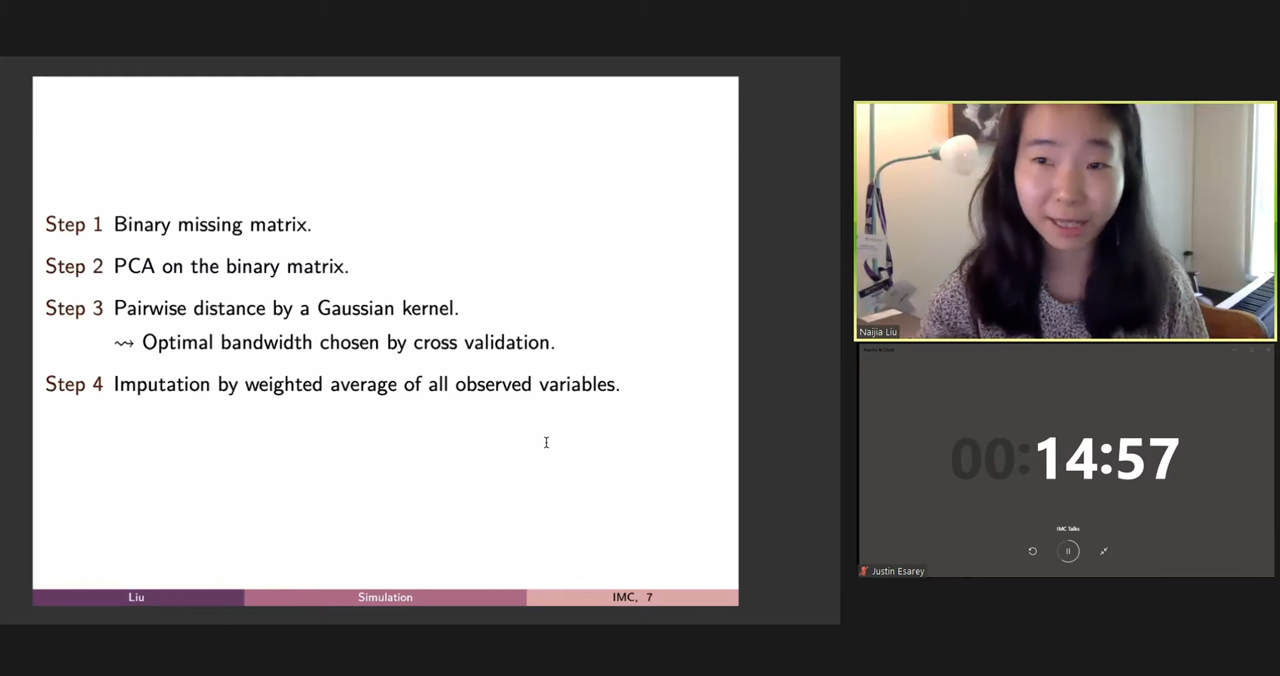 Step 1 Binary missing matrix.
Step 2 PCA on the binary matrix.
Step 3 Pairwise distance by a Gaussian kernel.
⇝ Optimal bandwidth chosen by cross validation.
Step 4 Imputation by weighted average of all observed variables.
Liu Simulation IMC, 7
Naijia Liu
Alarms & Clock
00:14:57
IMC Talks
Justin Esarey